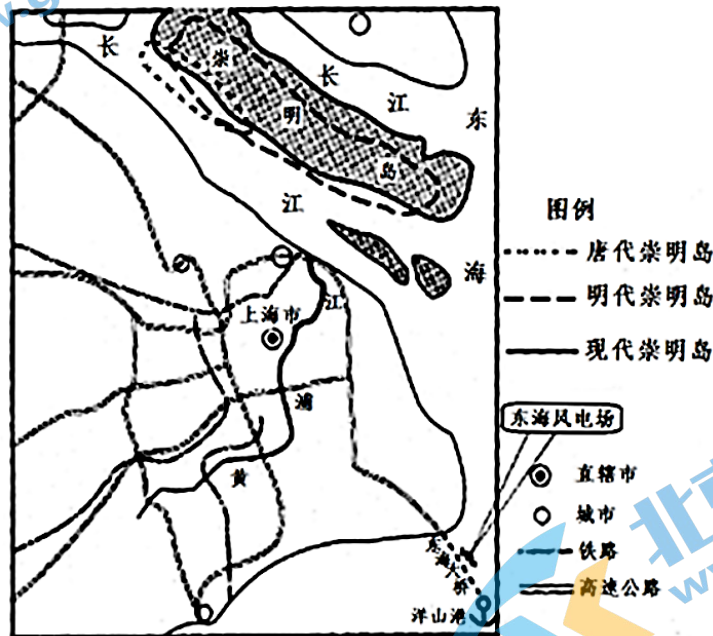 长
江
崇
明
岛
长
江
东
海
上海市
黄
浦
江
东海大桥
洋山港
图例
唐代崇明岛
明代崇明岛
现代崇明岛
东海风电场
直辖市
城市
铁路
高速公路
北